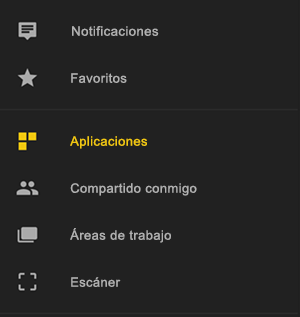 Notificaciones
Favoritos
Aplicaciones
Compartido conmigo
Áreas de trabajo
Escáner